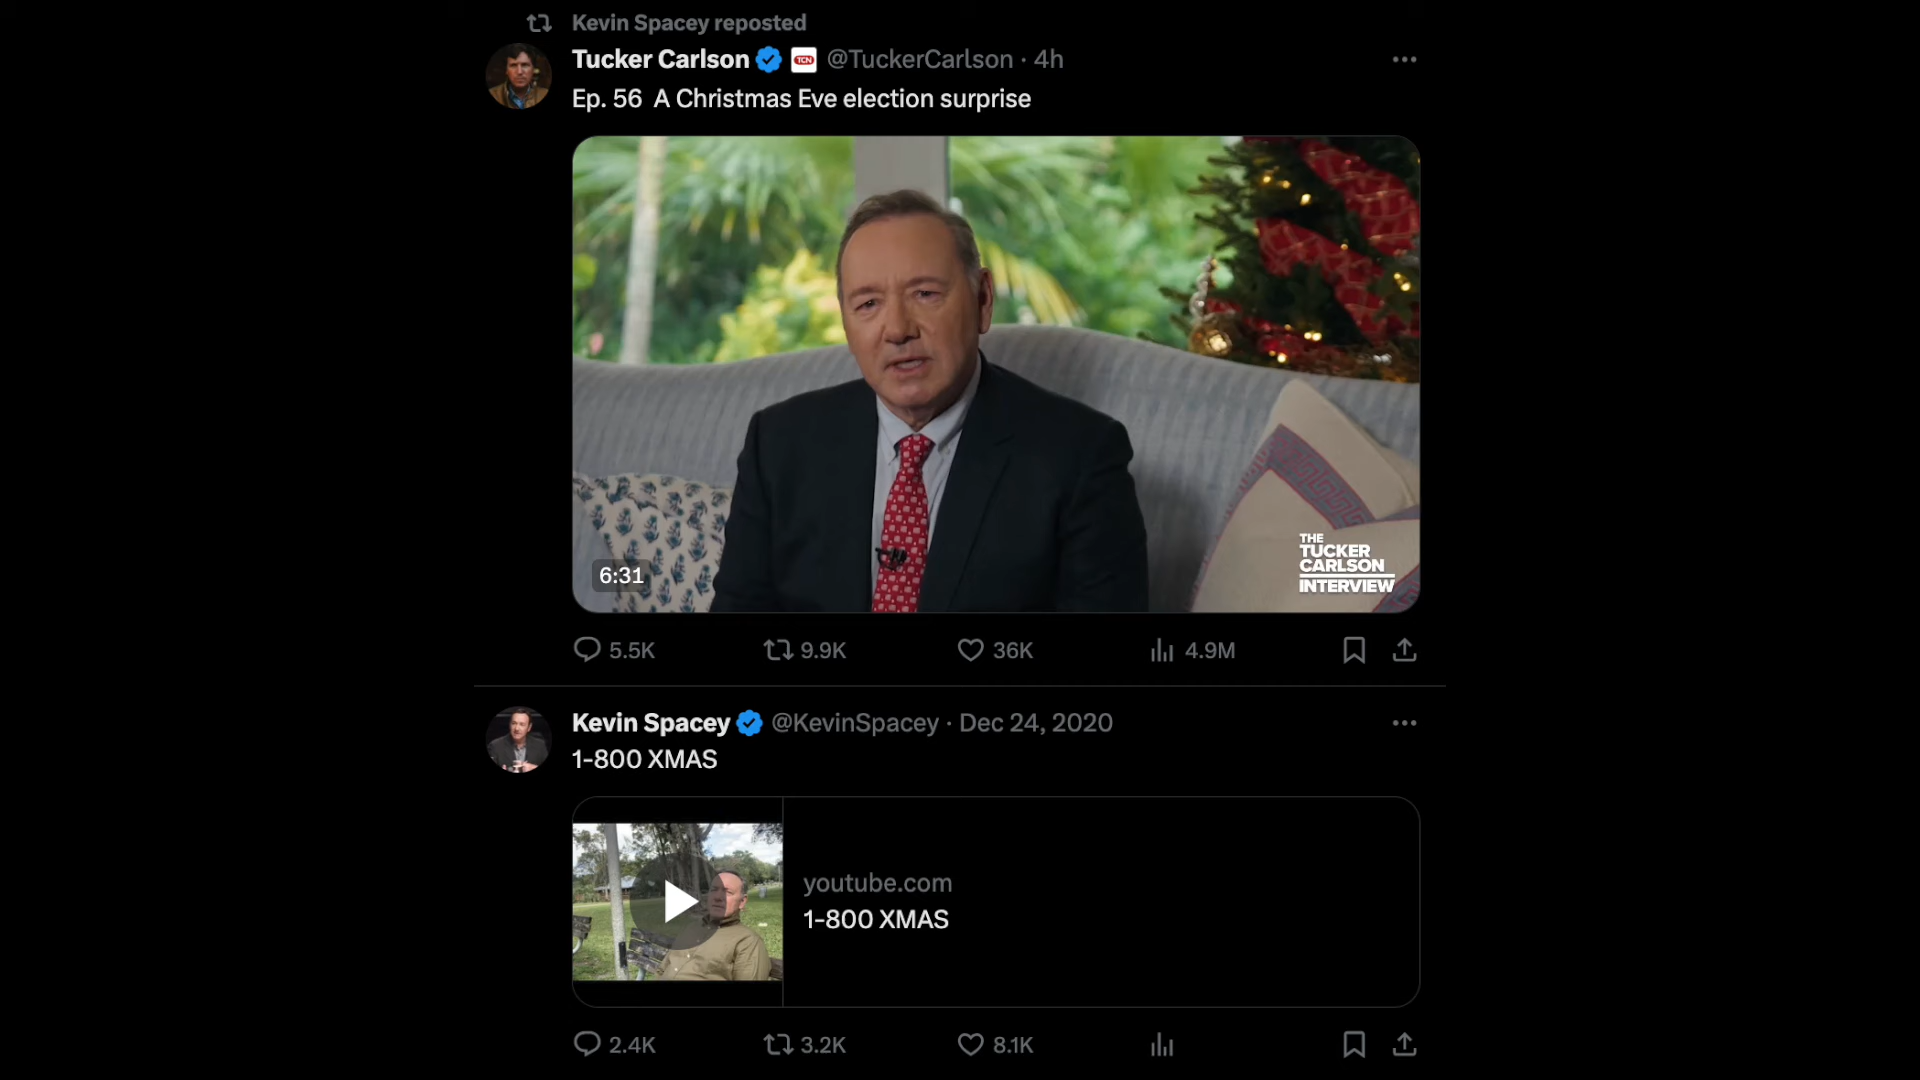 Kevin Spacey reposted
Tucker Carlson TCN @TuckerCarlson · 4h
Ep. 56 A Christmas Eve election surprise
THE
TUCKER
CARLSON
INTERVIEW
6:31
5.5K 9.9K 36K 4.9M
Kevin Spacey @KevinSpacey · Dec 24, 2020
1-800 XMAS
youtube.com
1-800 XMAS
2.4K 3.2K 8.1K